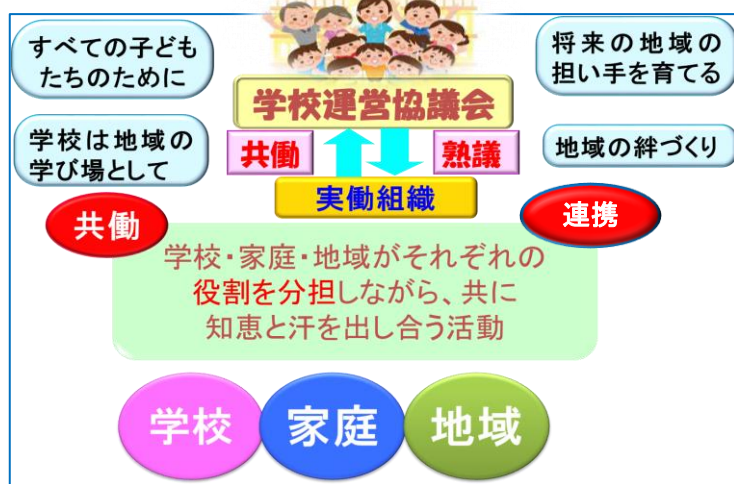 すべての子ども
たちのために
将来の地域の
担い手を育てる
学校運営協議会
学校は地域の
学び場として
共働
熟議
地域の絆づくり
実働組織
共働
連携
学校・家庭・地域がそれぞれの
役割を分担しながら、共に
知恵と汗を出し合う活動
学校
家庭
地域